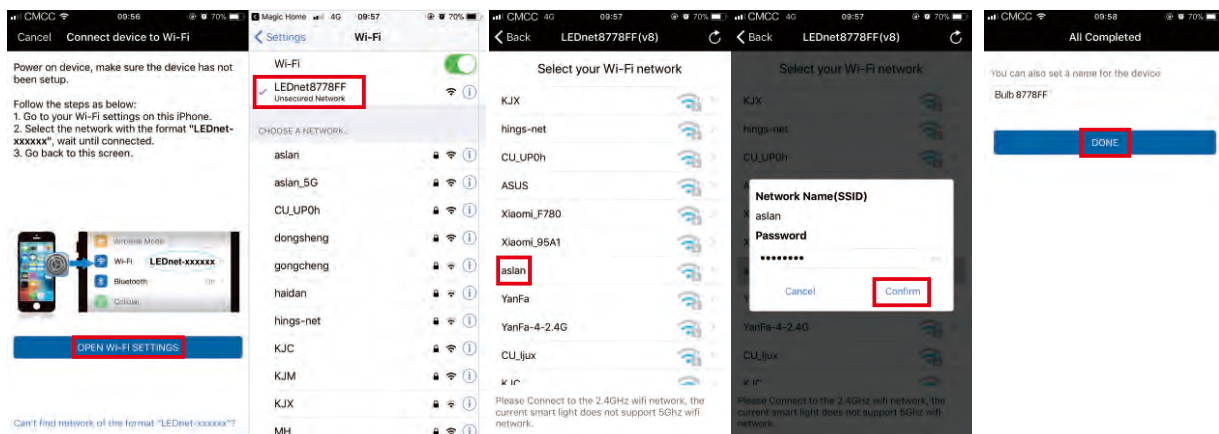 CMCC 09:56 70%
Cancel Connect device to Wi-Fi
Power on device, make sure the device has not
been setup.
Follow the steps as below:
1. Go to your Wi-Fi settings on this iPhone.
2. Select the network with the format "LEDnet-
xxxxxx", wait until connected.
3. Go back to this screen.
Airplane Mode
Wi-Fi LEDnet-xxxxxx
Bluetooth On
Cellular
OPEN WI-FI SETTINGS
Can't find network of the format "LEDnet-xxxxxx"?
Magic Home 4G 09:57 70%
Settings Wi-Fi
Wi-Fi
LEDnet8778FF
Unsecured Network
CHOOSE A NETWORK...
aslan
aslan_5G
CU_UP0h
dongsheng
gongcheng
haidan
hings-net
KJC
KJM
KJX
MH
CMCC 4G 09:57 70%
Back LEDnet8778FF(v8)
Select your Wi-Fi network
KJX
hings-net
CU_UP0h
ASUS
Xiaomi_F780
Xiaomi_95A1
aslan
YanFa
YanFa-4-2.4G
CU_ljux
KJC
Please Connect to the 2.4GHz wifi network, the
current smart light does not support 5Ghz wifi
network.
CMCC 4G 09:57 70%
Back LEDnet8778FF(v8)
Select your Wi-Fi network
KJX
hings-net
CU_UP0h
Network Name(SSID)
aslan
Password
••••••••
Cancel Confirm
YanFa-4-2.4G
CU_ljux
KJC
Please Connect to the 2.4GHz wifi network, the
current smart light does not support 5Ghz wifi
network.
CMCC 09:58 70%
All Completed
You can also set a name for the device
Bulb 8778FF
DONE